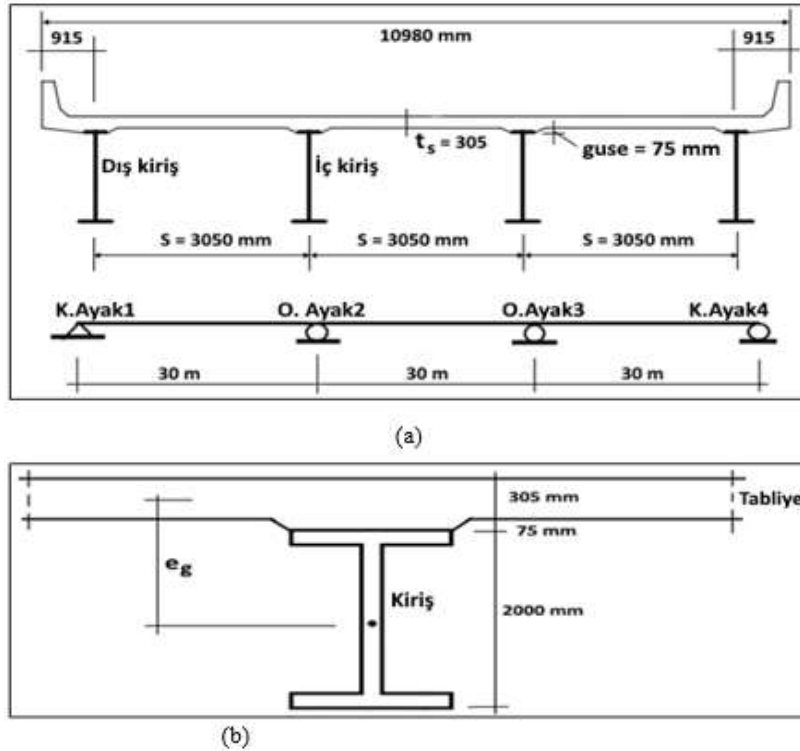 915 10980 mm 915
tₛ = 305
guse = 75 mm
Dış kiriş İç kiriş
S = 3050 mm S = 3050 mm S = 3050 mm
K.Ayak1 O. Ayak2 O.Ayak3 K.Ayak4
30 m 30 m 30 m
(a)
305 mm Tabliye
75 mm
e_g
Kiriş
2000 mm
(b)